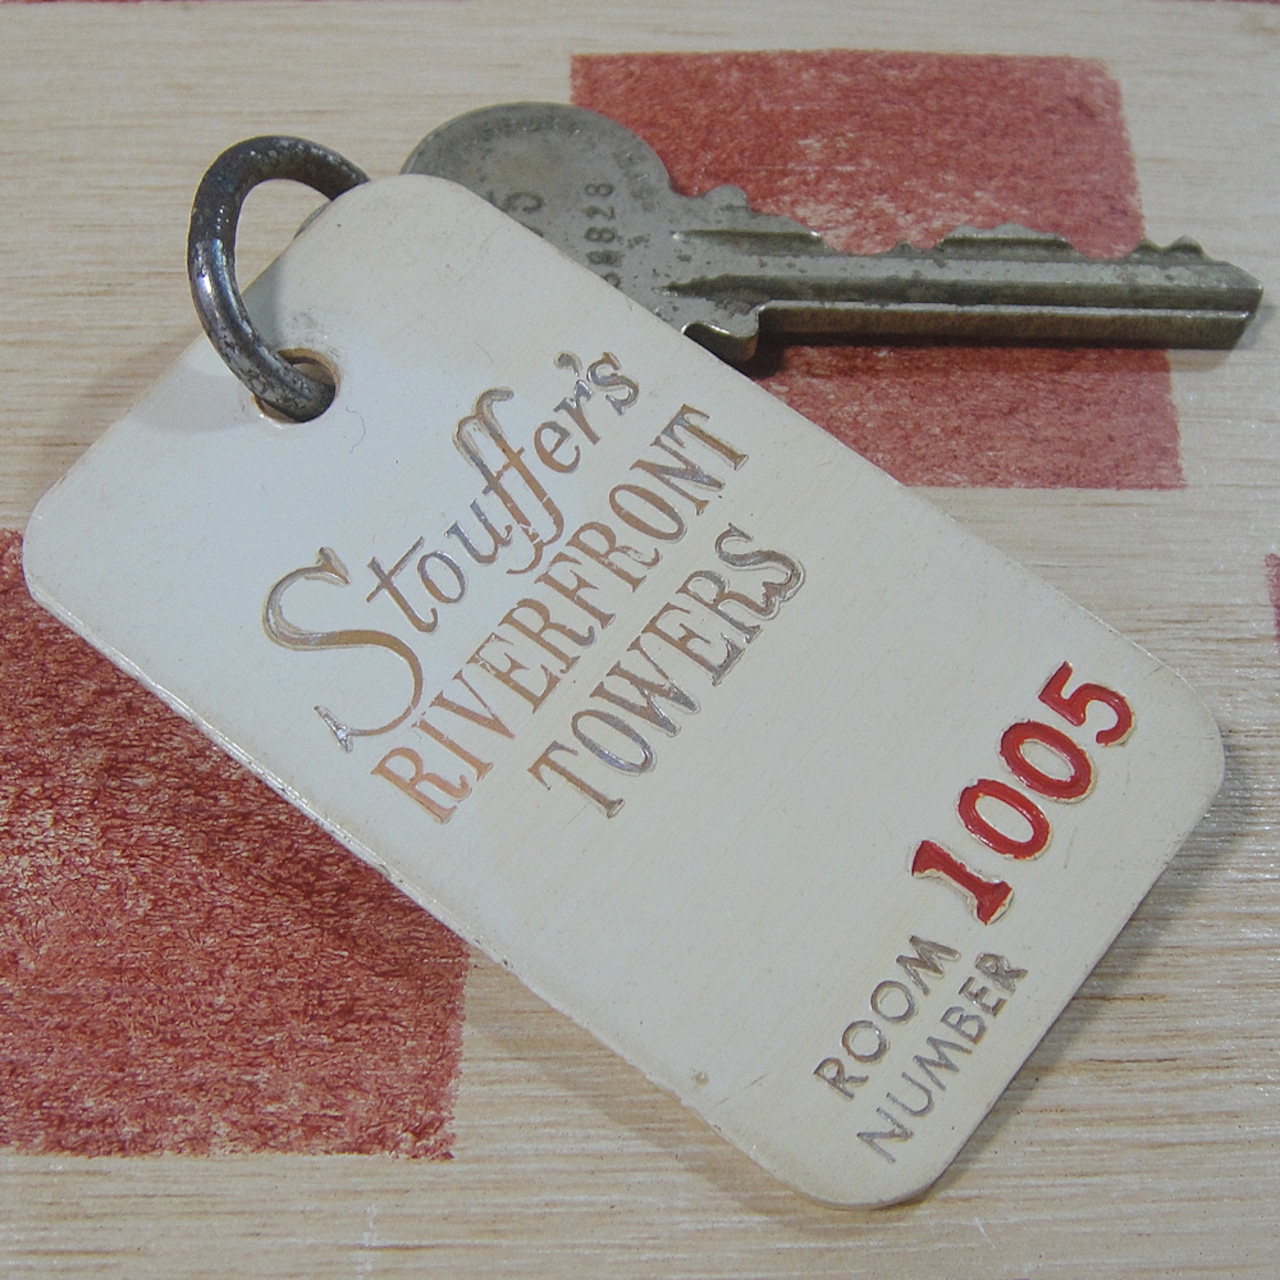 Stouffer's
RIVERFRONT
TOWERS
ROOM
NUMBER
1005